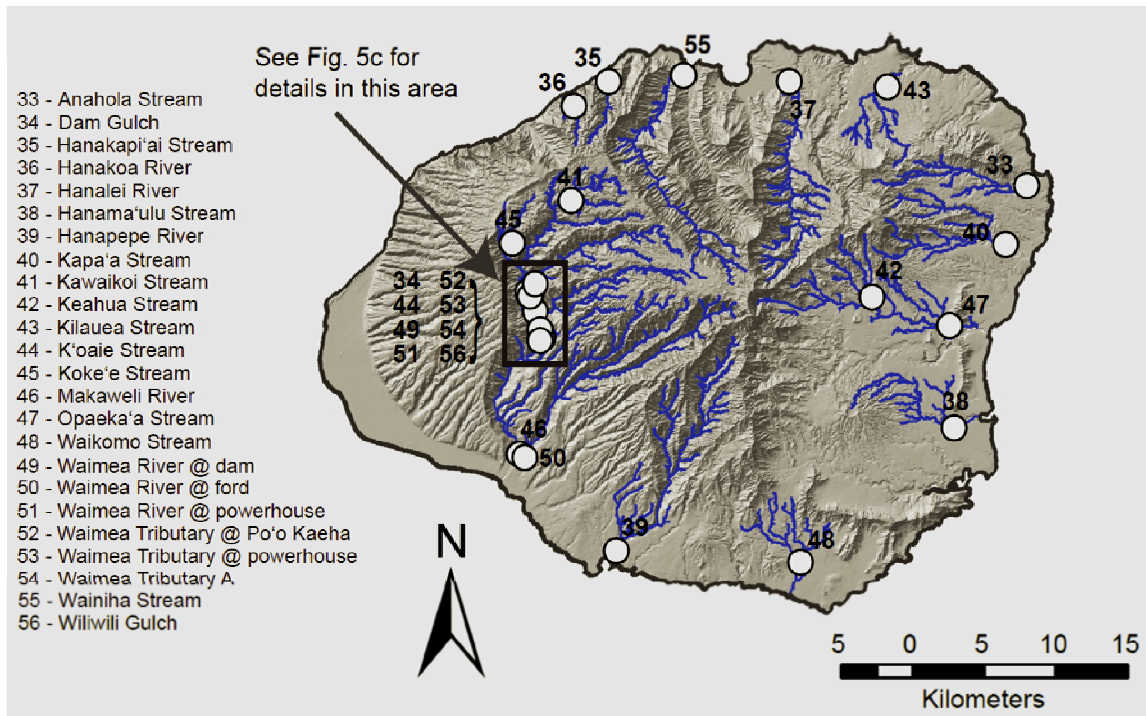 See Fig. 5c for
details in this area
33 - Anahola Stream
34 - Dam Gulch
35 - Hanakapi‘ai Stream
36 - Hanakoa River
37 - Hanalei River
38 - Hanama‘ulu Stream
39 - Hanapepe River
40 - Kapa‘a Stream
41 - Kawaikoi Stream
42 - Keahua Stream
43 - Kilauea Stream
44 - K‘oaie Stream
45 - Koke‘e Stream
46 - Makaweli River
47 - Opaeka‘a Stream
48 - Waikomo Stream
49 - Waimea River @ dam
50 - Waimea River @ ford
51 - Waimea River @ powerhouse
52 - Waimea Tributary @ Po‘o Kaeha
53 - Waimea Tributary @ powerhouse
54 - Waimea Tributary A
55 - Wainiha Stream
56 - Wiliwili Gulch
35
55
36
37
43
33
41
45
40
42
34 52
44 53
49 54
51 56
47
38
46
50
39
48
N
5 0 5 10 15
Kilometers